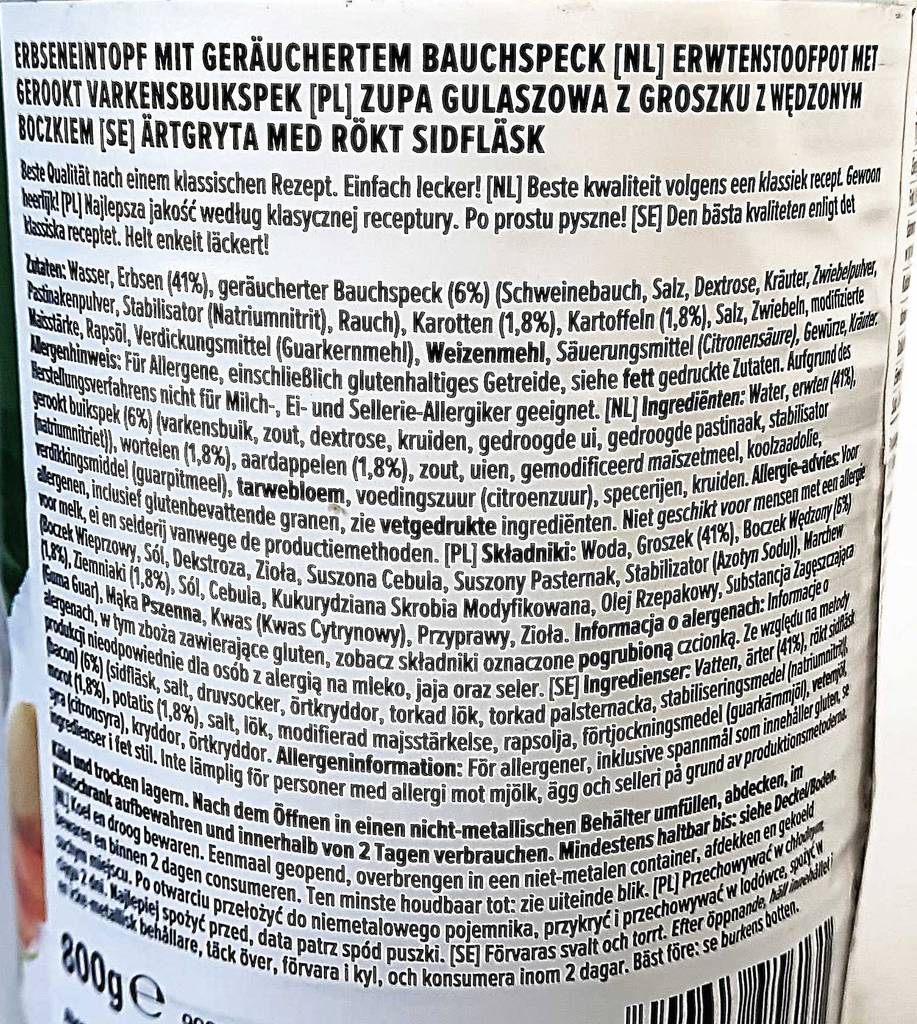 ERBSENEINTOPF MIT GERÄUCHERTEM BAUCHSPECK [NL] ERWTENSTOOFPOT MET
GEROOKT VARKENSBUIKSPEK [PL] ZUPA GULASZOWA Z GROSZKU Z WĘDZONYM
BOCZKIEM [SE] ÄRTGRYTA MED RÖKT SIDFLÄSK
Beste Qualität nach einem klassischen Rezept. Einfach lecker! [NL] Beste kwaliteit volgens een klassiek recept. Gewoon
heerlijk! [PL] Najlepsza jakość według klasycznej receptury. Po prostu pyszne! [SE] Den bästa kvaliteten enligt det
klassiska receptet. Helt enkelt läckert!
Zutaten: Wasser, Erbsen (41%), geräucherter Bauchspeck (6%) (Schweinebauch, Salz, Dextrose, Kräuter, Zwiebelpulver,
Pastinakenpulver, Stabilisator (Natriumnitrit), Rauch), Karotten (1,8%), Kartoffeln (1,8%), Salz, Zwiebeln, modifizierte
Maisstärke, Rapsöl, Verdickungsmittel (Guarkernmehl), Weizenmehl, Säuerungsmittel (Citronensäure), Gewürze, Kräuter.
Allergenhinweis: Für Allergene, einschließlich glutenhaltiges Getreide, siehe fett gedruckte Zutaten. Aufgrund des
Herstellungsverfahrens nicht für Milch-, Ei- und Sellerie-Allergiker geeignet. [NL] Ingrediënten: Water, erwten (41%),
gerookt buikspek (6%) (varkensbuik, zout, dextrose, kruiden, gedroogde ui, gedroogde pastinaak, stabilisator
(natriumnitriet)), wortelen (1,8%), aardappelen (1,8%), zout, uien, gemodificeerd maïszetmeel, koolzaadolie,
verdikkingsmiddel (guarpitmeel), tarwebloem, voedingszuur (citroenzuur), specerijen, kruiden. Allergie-advies: Voor
allergenen, inclusief glutenbevattende granen, zie vetgedrukte ingrediënten. Niet geschikt voor mensen met een allergie
voor melk, ei en selderij vanwege de productiemethoden. [PL] Składniki: Woda, Groszek (41%), Boczek Wędzony (6%)
(Boczek Wieprzowy, Sól, Dekstroza, Zioła, Suszona Cebula, Suszony Pasternak, Stabilizator (Azotyn Sodu)), Marchew
(1,8%), Ziemniaki (1,8%), Sól, Cebula, Kukurydziana Skrobia Modyfikowana, Olej Rzepakowy, Substancja Zagęszczająca
(Guma Guar), Mąka Pszenna, Kwas (Kwas Cytrynowy), Przyprawy, Zioła. Informacja o alergenach: Informacje o
alergenach, w tym zboża zawierające gluten, zobacz składniki oznaczone pogrubioną czcionką. Ze względu na metody
produkcji nieodpowiednie dla osób z alergią na mleko, jaja oraz seler. [SE] Ingredienser: Vatten, ärter (41%), rökt sidfläsk
(bacon) (6%) (sidfläsk, salt, druvsocker, örtkryddor, torkad lök, torkad palsternacka, stabiliseringsmedel (natriumnitrit),
morot (1,8%), potatis (1,8%), salt, lök, modifierad majsstärkelse, rapsolja, förtjockningsmedel (guarkärnmjöl), vetemjöl,
syra (citronsyra), kryddor, örtkryddor. Allergeninformation: För allergener, inklusive spannmål som innehåller gluten, se
ingredienser i fet stil. Inte lämplig för personer med allergi mot mjölk, ägg och selleri på grund av produktionsmetoderna.
Kühl und trocken lagern. Nach dem Öffnen in einen nicht-metallischen Behälter umfüllen, abdecken, im
Kühlschrank aufbewahren und innerhalb von 2 Tagen verbrauchen. Mindestens haltbar bis: siehe Deckel/Boden.
[NL] Koel en droog bewaren. Eenmaal geopend, overbrengen in een niet-metalen container, afdekken en gekoeld
bewaren en binnen 2 dagen consumeren. Ten minste houdbaar tot: zie uiteinde blik. [PL] Przechowywać w chłodnym,
suchym miejscu. Po otwarciu przełożyć do niemetalowego pojemnika, przykryć i przechowywać w lodówce, spożyć w
ciągu 2 dni. Najlepiej spożyć przed, data patrz spód puszki. [SE] Förvaras svalt och torrt. Efter öppnande, häll innehållet i
en icke-metallisk behållare, täck över, förvara i kyl, och konsumera inom 2 dagar. Bäst före: se burkens botten.
800g e